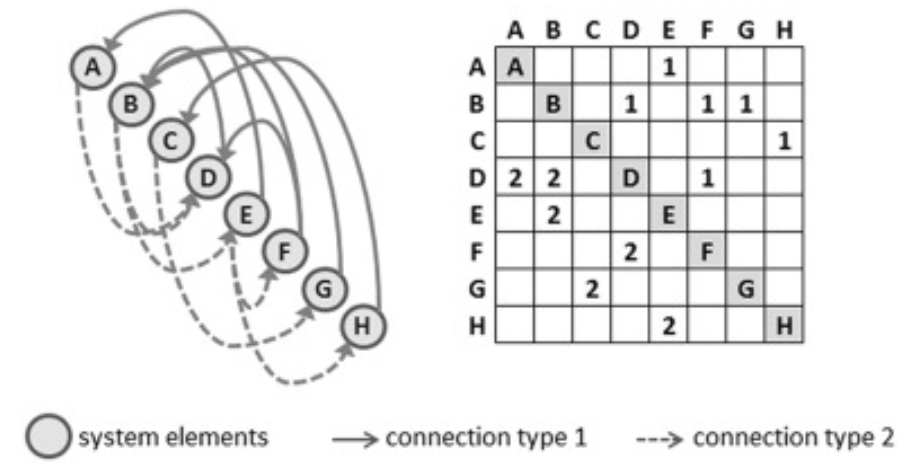 A B C D E F G H
A
B
C
D
E
F
G
H
A A 1
B B 1 1 1
C C 1
D 2 2 D 1
E 2 E
F 2 F
G 2 G
H 2 H
system elements connection type 1 connection type 2